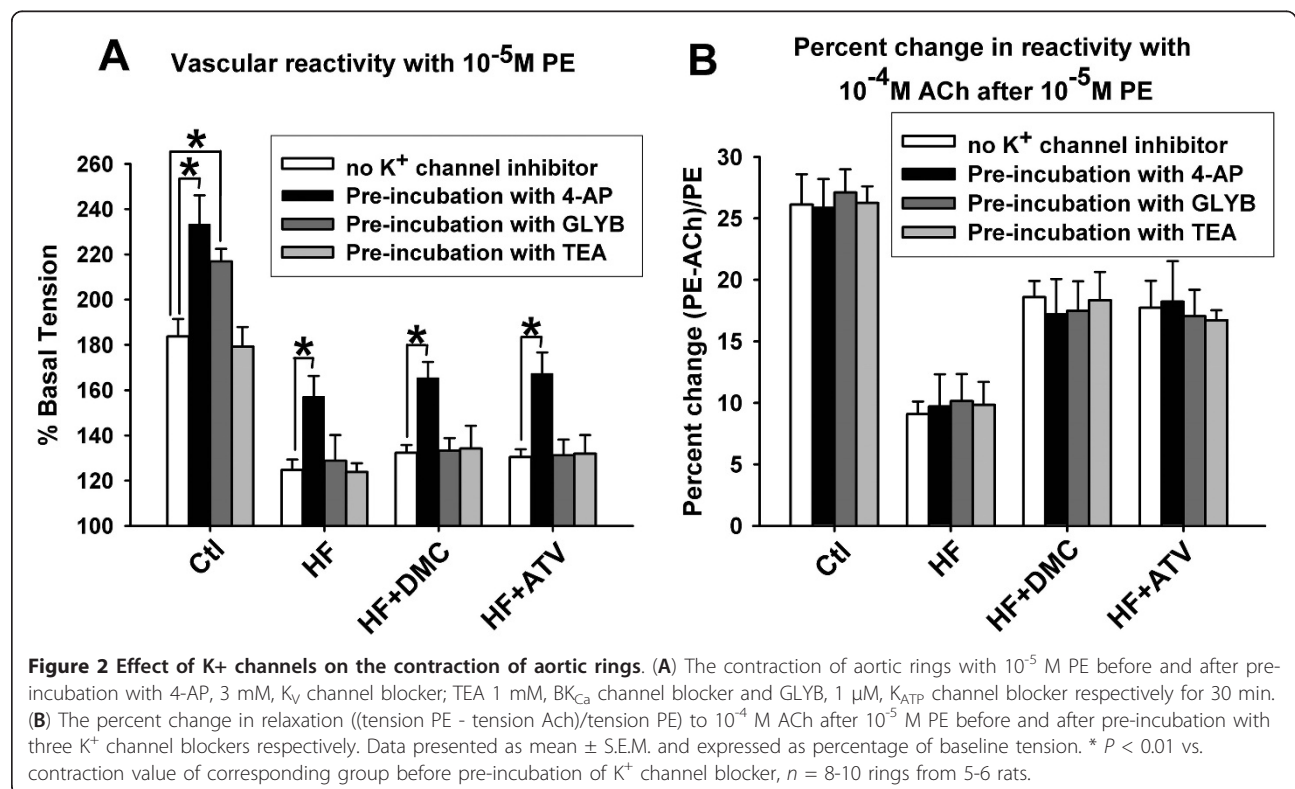 A
Vascular reactivity with 10⁻⁵M PE
no K⁺ channel inhibitor
Pre-incubation with 4-AP
Pre-incubation with GLYB
Pre-incubation with TEA
% Basal Tension
260
240
220
200
180
160
140
120
100
* * * * *
Ctl
HF
HF+DMC
HF+ATV
B
Percent change in reactivity with
10⁻⁴M ACh after 10⁻⁵M PE
no K⁺ channel inhibitor
Pre-incubation with 4-AP
Pre-incubation with GLYB
Pre-incubation with TEA
Percent change (PE-ACh)/PE
30
25
20
15
10
5
0
Ctl
HF
HF+DMC
HF+ATV
Figure 2 Effect of K+ channels on the contraction of aortic rings. (A) The contraction of aortic rings with 10⁻⁵ M PE before and after pre-
incubation with 4-AP, 3 mM, Kᵥ channel blocker; TEA 1 mM, BK_Ca channel blocker and GLYB, 1 μM, K_ATP channel blocker respectively for 30 min.
(B) The percent change in relaxation ((tension PE - tension Ach)/tension PE) to 10⁻⁴ M ACh after 10⁻⁵ M PE before and after pre-incubation with
three K⁺ channel blockers respectively. Data presented as mean ± S.E.M. and expressed as percentage of baseline tension. * P < 0.01 vs.
contraction value of corresponding group before pre-incubation of K⁺ channel blocker, n = 8-10 rings from 5-6 rats.